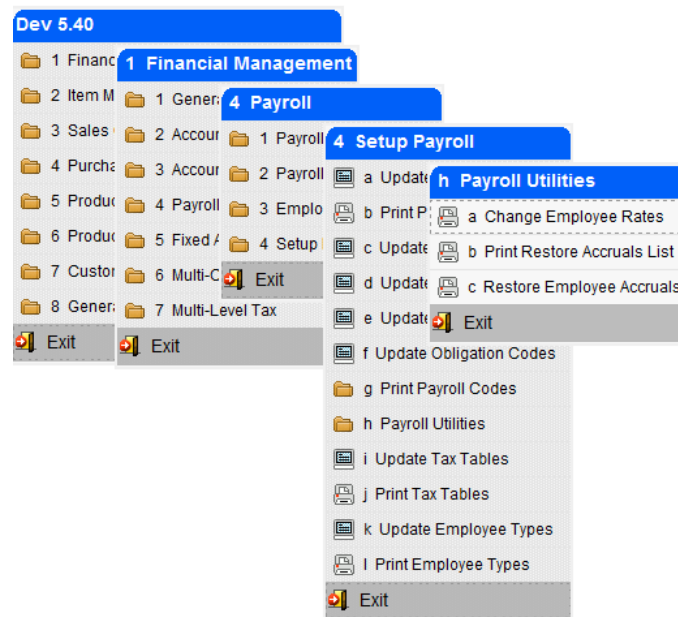 Dev 5.40
1 Financ
2 Item M
3 Sales
4 Purcha
5 Produc
6 Produc
7 Custor
8 Genera
Exit
1 Financial Management
1 Genera
2 Accour
3 Accour
4 Payroll
5 Fixed A
6 Multi-C
7 Multi-Level Tax
Exit
4 Payroll
1 Payroll
2 Payroll
3 Emplo
4 Setup
Exit
4 Setup Payroll
a Update
b Print P
c Update
d Update
e Update
f Update Obligation Codes
g Print Payroll Codes
h Payroll Utilities
i Update Tax Tables
j Print Tax Tables
k Update Employee Types
l Print Employee Types
Exit
h Payroll Utilities
a Change Employee Rates
b Print Restore Accruals List
c Restore Employee Accruals
Exit